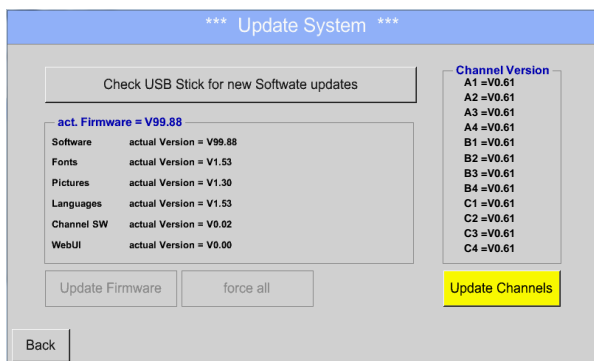 *** Update System ***
Check USB Stick for new Softwate updates
act. Firmware = V99.88
Software actual Version = V99.88
Fonts actual Version = V1.53
Pictures actual Version = V1.30
Languages actual Version = V1.53
Channel SW actual Version = V0.02
WebUI actual Version = V0.00
Update Firmware
force all
Channel Version
A1 =V0.61
A2 =V0.61
A3 =V0.61
A4 =V0.61
B1 =V0.61
B2 =V0.61
B3 =V0.61
B4 =V0.61
C1 =V0.61
C2 =V0.61
C3 =V0.61
C4 =V0.61
Update Channels
Back